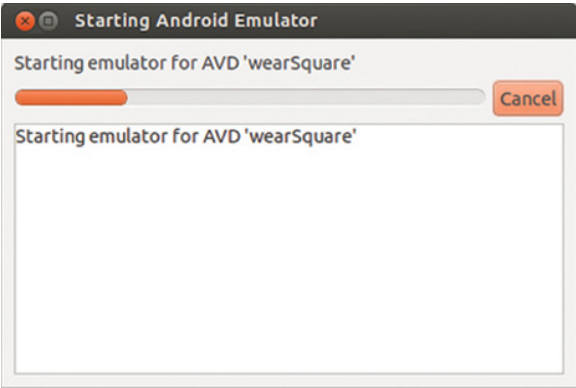 Starting Android Emulator
Starting emulator for AVD 'wearSquare'
Cancel
Starting emulator for AVD 'wearSquare'